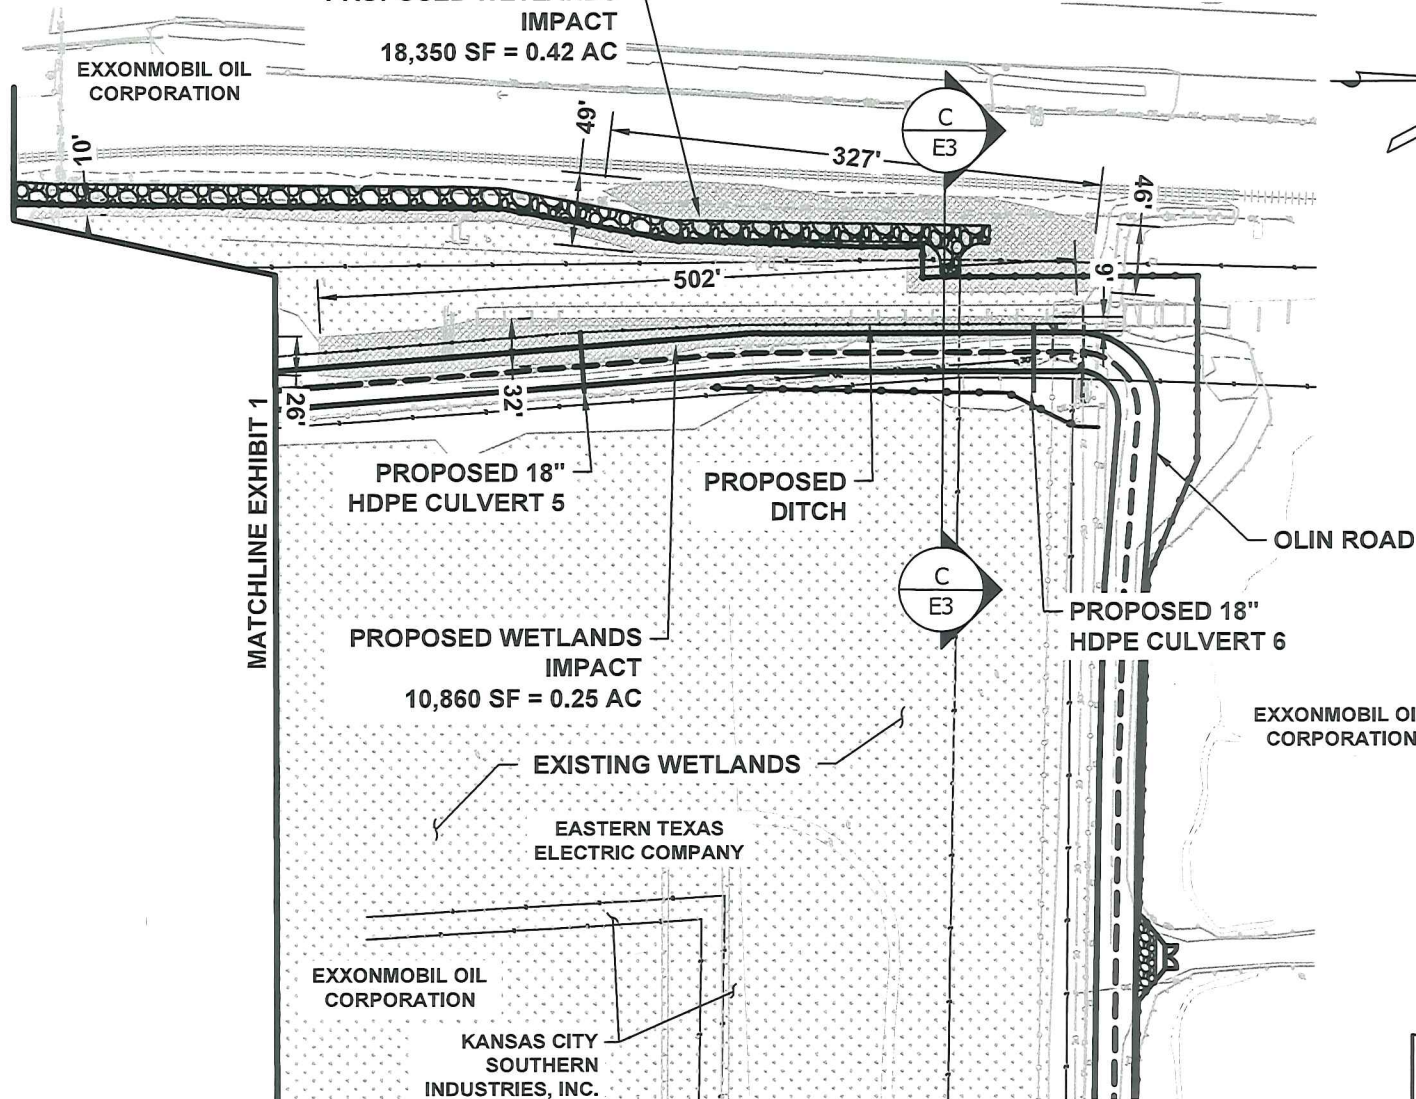 PROPOSED WETLANDS
IMPACT
18,350 SF = 0.42 AC
EXXONMOBIL OIL
CORPORATION
10'
49'
327'
C
E3
46'
502'
9'
26'
32'
MATCHLINE EXHIBIT 1
PROPOSED 18"
HDPE CULVERT 5
PROPOSED
DITCH
OLIN ROAD
C
E3
PROPOSED 18"
HDPE CULVERT 6
PROPOSED WETLANDS
IMPACT
10,860 SF = 0.25 AC
EXXONMOBIL OI
CORPORATION
EXISTING WETLANDS
EASTERN TEXAS
ELECTRIC COMPANY
EXXONMOBIL OIL
CORPORATION
KANSAS CITY
SOUTHERN
INDUSTRIES, INC.